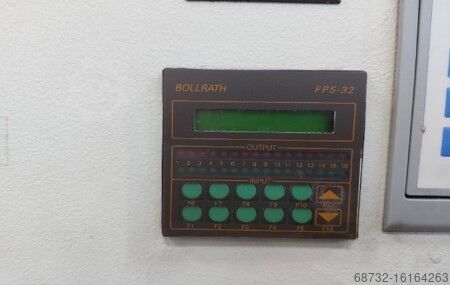 BOLLRATH FPS-32
OUTPUT
1 2 3 4 5 6 7 8 9 10 11 12 13 14 15 16
INPUT
F6 F7 F8 F9 F10
F1 F2 F3 F4 F5 F12
68732-16164263